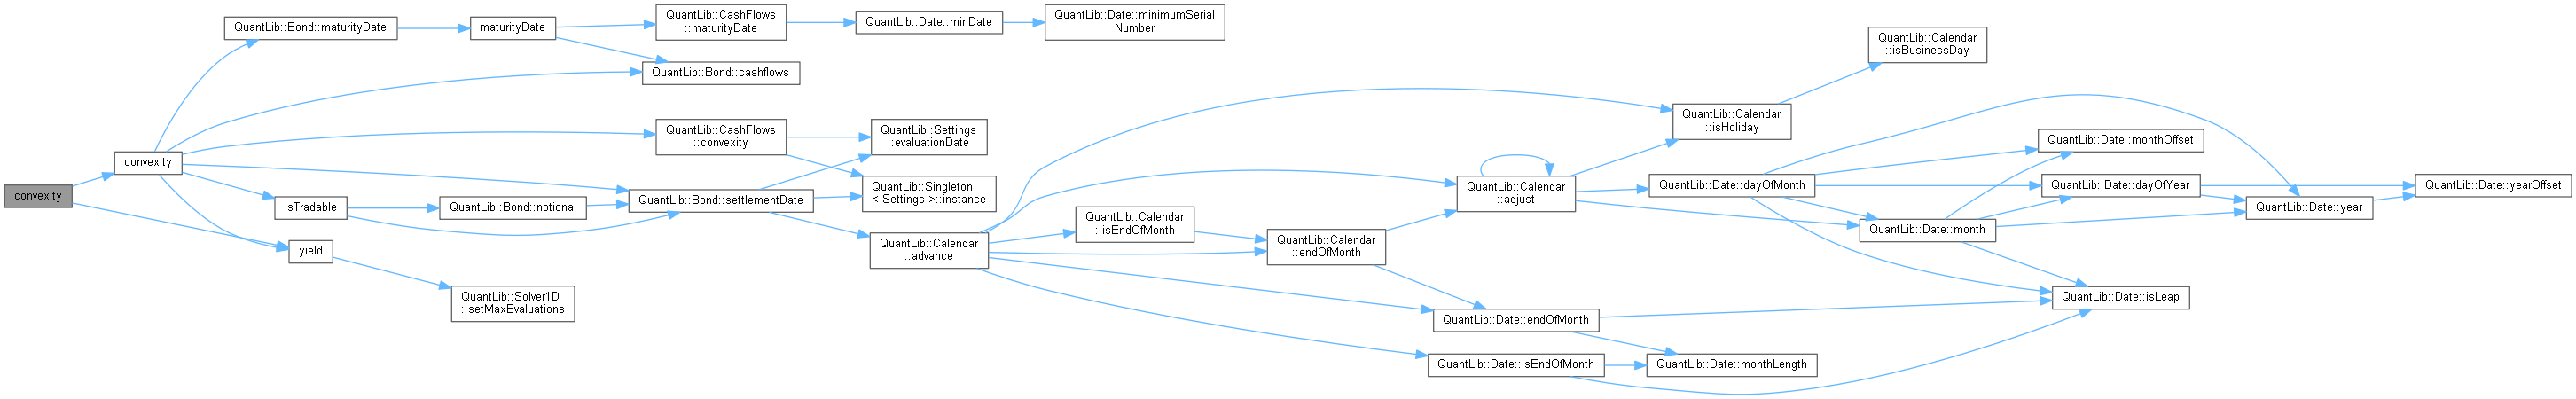 convexity
convexity
QuantLib::Bond::maturityDate
maturityDate
QuantLib::CashFlows
::maturityDate
QuantLib::Date::minDate
QuantLib::Date::minimumSerial
Number
QuantLib::Bond::cashflows
QuantLib::CashFlows
::convexity
QuantLib::Settings
::evaluationDate
QuantLib::Singleton
< Settings >::instance
isTradable
QuantLib::Bond::notional
QuantLib::Bond::settlementDate
yield
QuantLib::Solver1D
::setMaxEvaluations
QuantLib::Calendar
::advance
QuantLib::Calendar
::isEndOfMonth
QuantLib::Calendar
::endOfMonth
QuantLib::Calendar
::adjust
QuantLib::Calendar
::isHoliday
QuantLib::Calendar
::isBusinessDay
QuantLib::Date::dayOfMonth
QuantLib::Date::monthOffset
QuantLib::Date::dayOfYear
QuantLib::Date::month
QuantLib::Date::year
QuantLib::Date::yearOffset
QuantLib::Date::isLeap
QuantLib::Date::endOfMonth
QuantLib::Date::isEndOfMonth
QuantLib::Date::monthLength